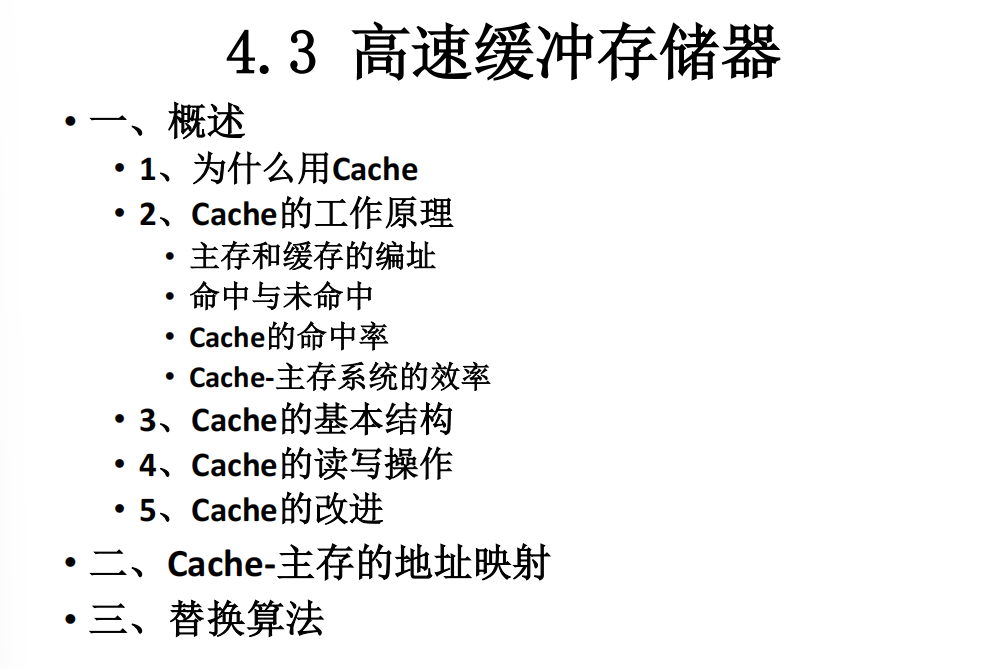 4.3 高速缓冲存储器
• 一、概述
• 1、为什么用Cache
• 2、Cache的工作原理
• 主存和缓存的编址
• 命中与未命中
• Cache的命中率
• Cache-主存系统的效率
• 3、Cache的基本结构
• 4、Cache的读写操作
• 5、Cache的改进
• 二、Cache-主存的地址映射
• 三、替换算法